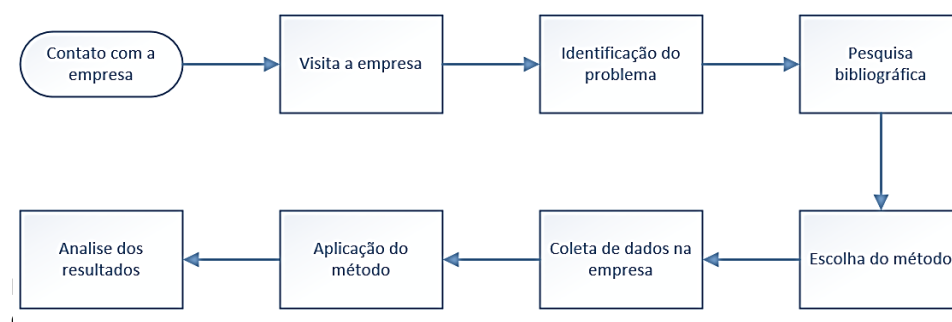 Contato com a
empresa
Visita a empresa
Identificação do
problema
Pesquisa
bibliográfica
Escolha do método
Coleta de dados na
empresa
Aplicação do
método
Analise dos
resultados